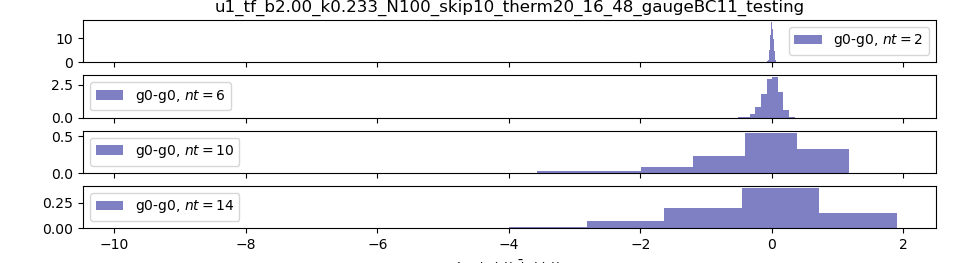 u1_tf_b2.00_k0.233_N100_skip10_therm20_16_48_gaugeBC11_testing
10
0
g0-g0, nt = 2
2.5
0.0
g0-g0, nt = 6
0.5
0.0
g0-g0, nt = 10
0.25
0.00
g0-g0, nt = 14
−10 −8 −6 −4 −2 0 2